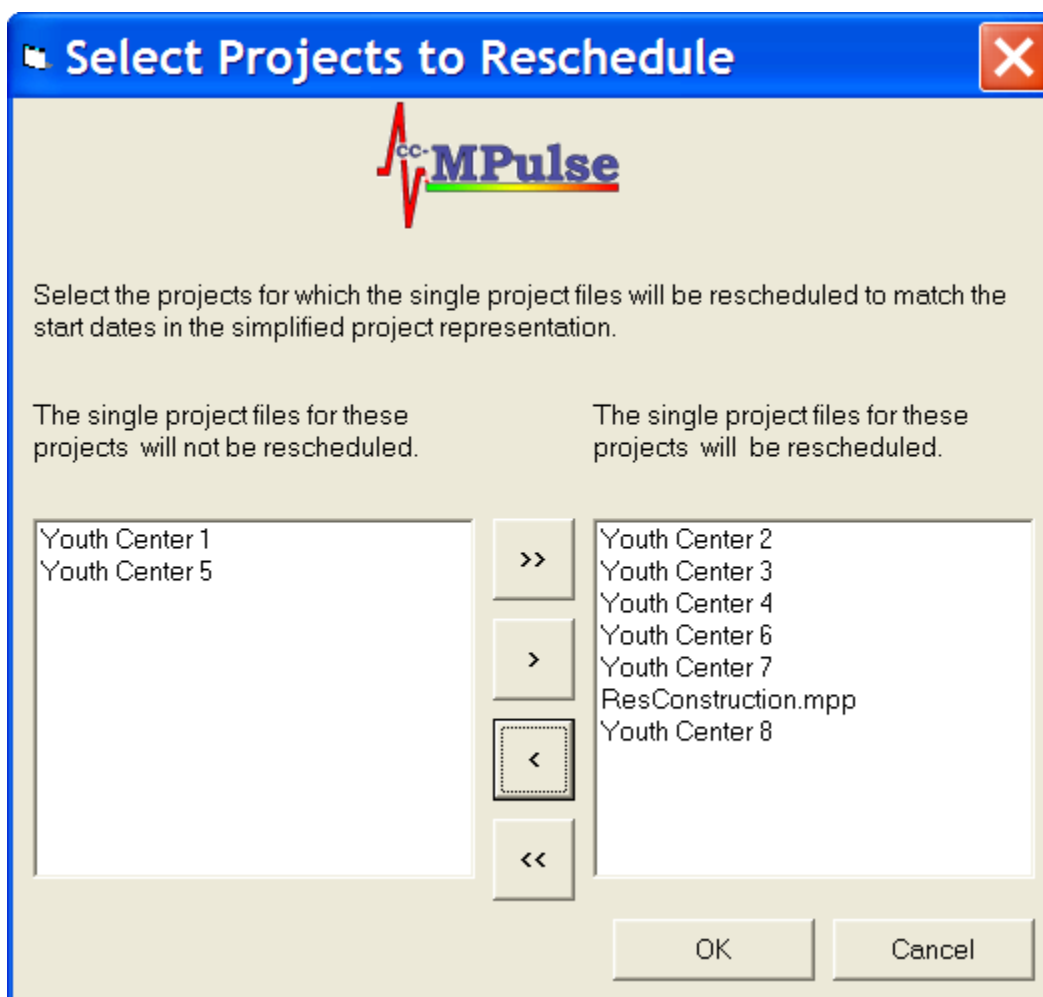 Select Projects to Reschedule
cc-MPulse
Select the projects for which the single project files will be rescheduled to match the
start dates in the simplified project representation.
The single project files for these
projects  will not be rescheduled.
The single project files for these
projects  will  be rescheduled.
Youth Center 1
Youth Center 5
>>
>
<
<<
Youth Center 2
Youth Center 3
Youth Center 4
Youth Center 6
Youth Center 7
ResConstruction.mpp
Youth Center 8
OK
Cancel